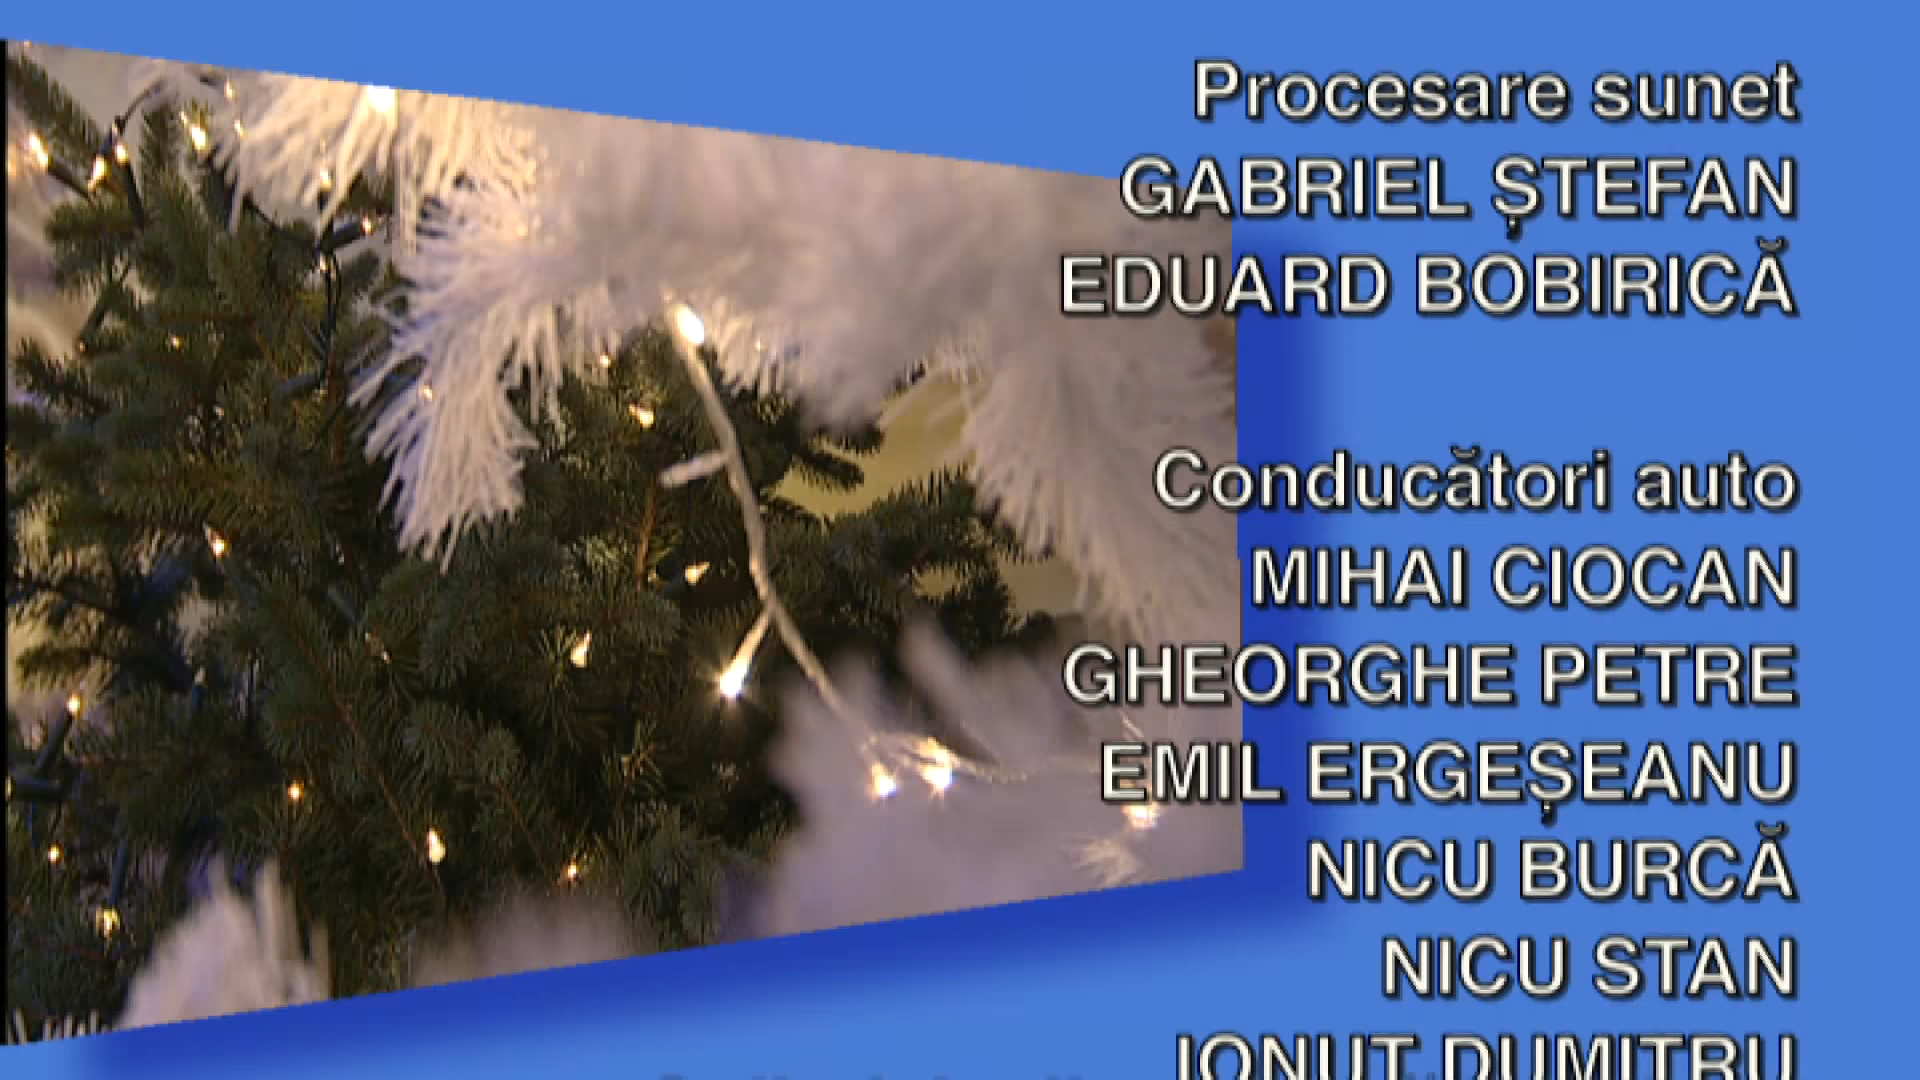 Procesare sunet
GABRIEL ȘTEFAN
EDUARD BOBIRICĂ
Conducători auto
MIHAI CIOCAN
GHEORGHE PETRE
EMIL ERGEȘEANU
NICU BURCĂ
NICU STAN
IONUȚ DUMITRU